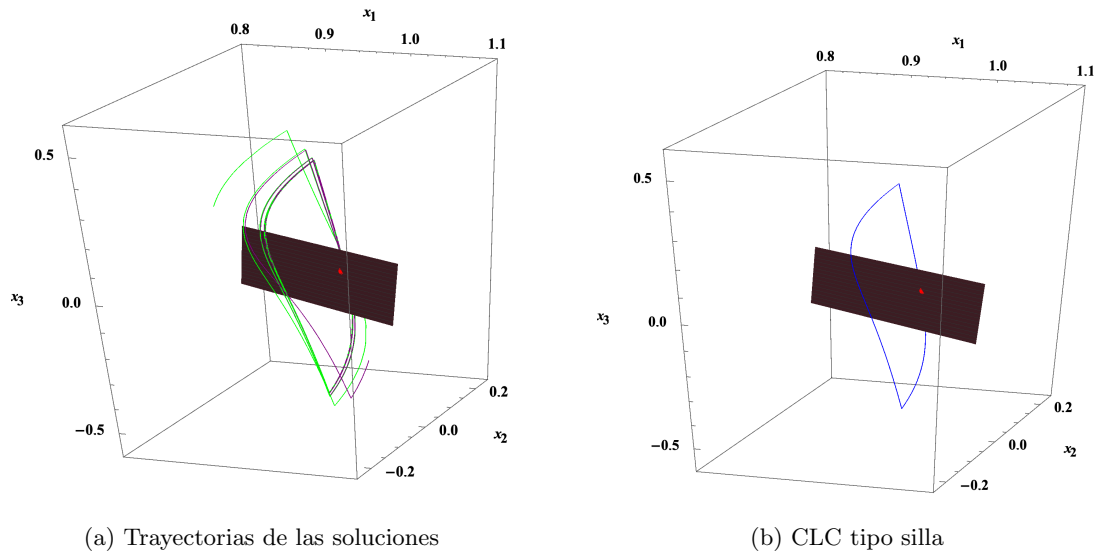 x₁
0.8
0.9
1.0
1.1
0.5
x₃
0.0
−0.5
0.2
0.0
x₂
−0.2
x₁
0.8
0.9
1.0
1.1
0.5
x₃
0.0
−0.5
0.2
0.0
x₂
−0.2
(a) Trayectorias de las soluciones
(b) CLC tipo silla